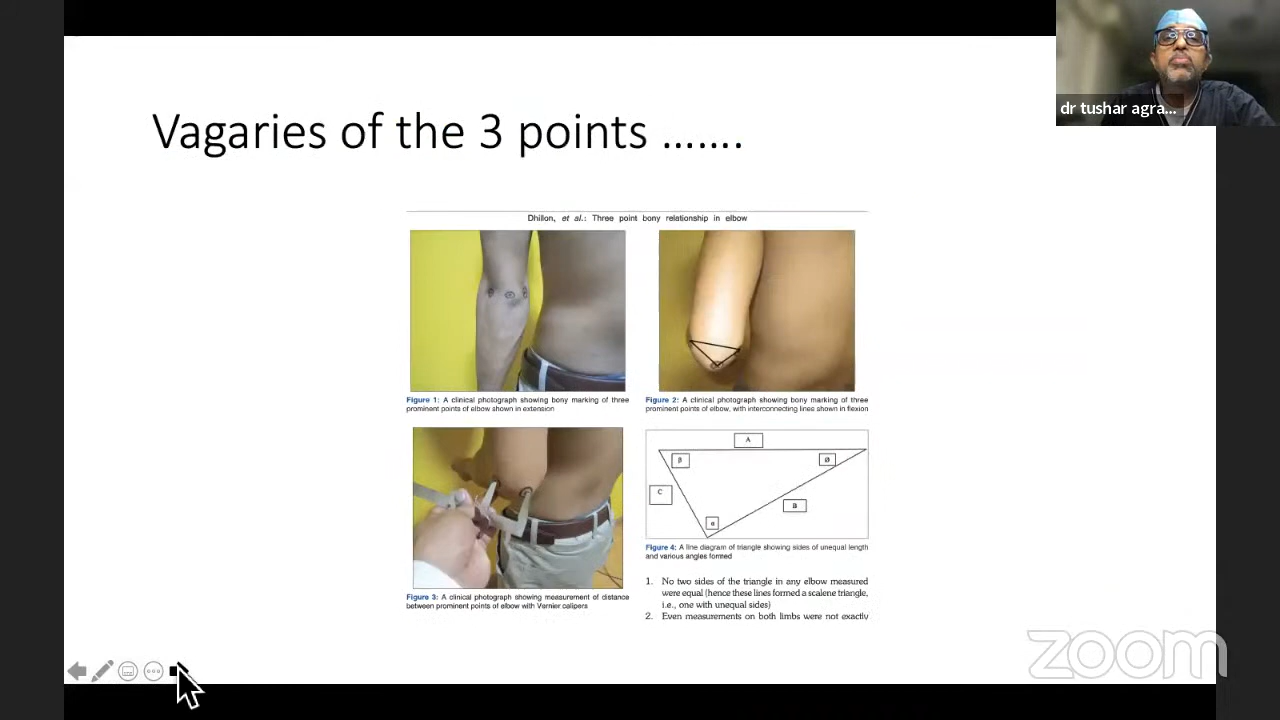 dr tushar agra...
Vagaries of the 3 points .......
Dhillon, et al.: Three point bony relationship in elbow
Figure 1: A clinical photograph showing bony marking of three
prominent points of elbow shown in extension
Figure 2: A clinical photograph showing bony marking of three
prominent points of elbow, with interconnecting lines shown in flexion
A
β
Ø
C
B
α
Figure 4: A line diagram of triangle showing sides of unequal length
and various angles formed
Figure 3: A clinical photograph showing measurement of distance
between prominent points of elbow with Vernier calipers
1. No two sides of the triangle in any elbow measured
were equal (hence these lines formed a scalene triangle,
i.e., one with unequal sides)
2. Even measurements on both limbs were not exactly
zoom